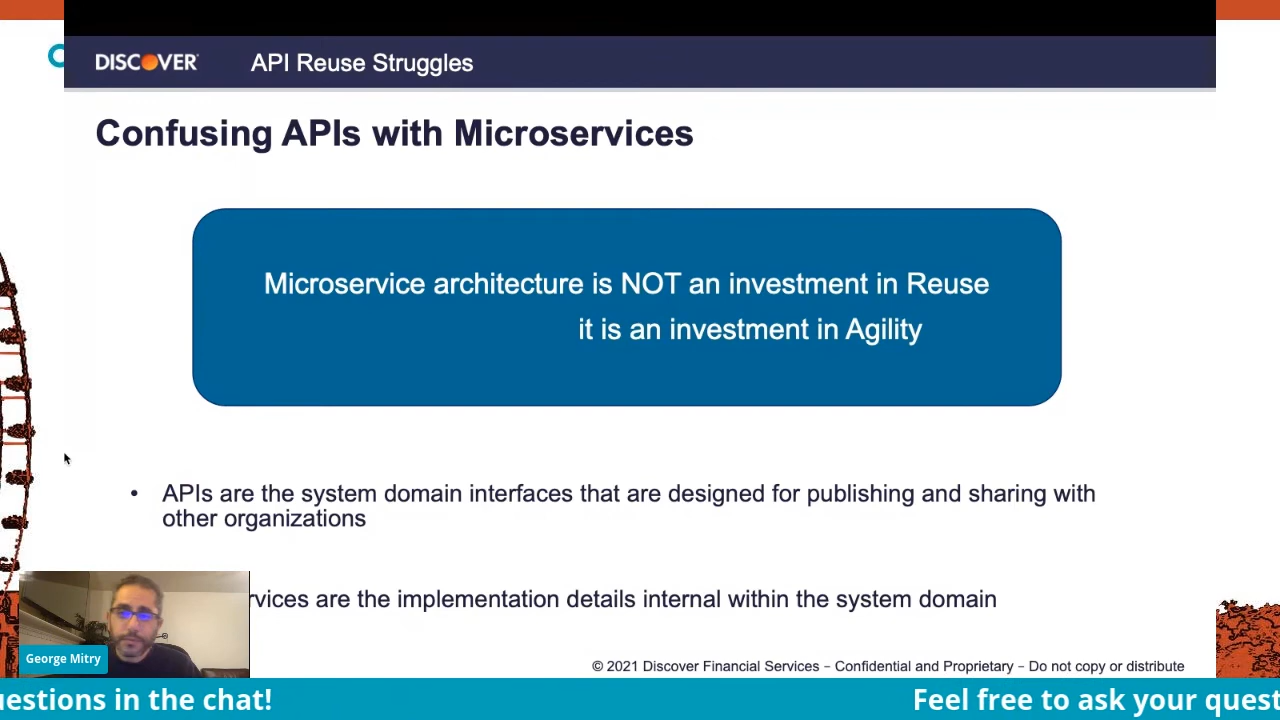 DISCOVER
API Reuse Struggles
Confusing APIs with Microservices
Microservice architecture is NOT an investment in Reuse
it is an investment in Agility
• APIs are the system domain interfaces that are designed for publishing and sharing with
other organizations
rvices are the implementation details internal within the system domain
George Mitry
© 2021 Discover Financial Services – Confidential and Proprietary – Do not copy or distribute
uestions in the chat! Feel free to ask your quest